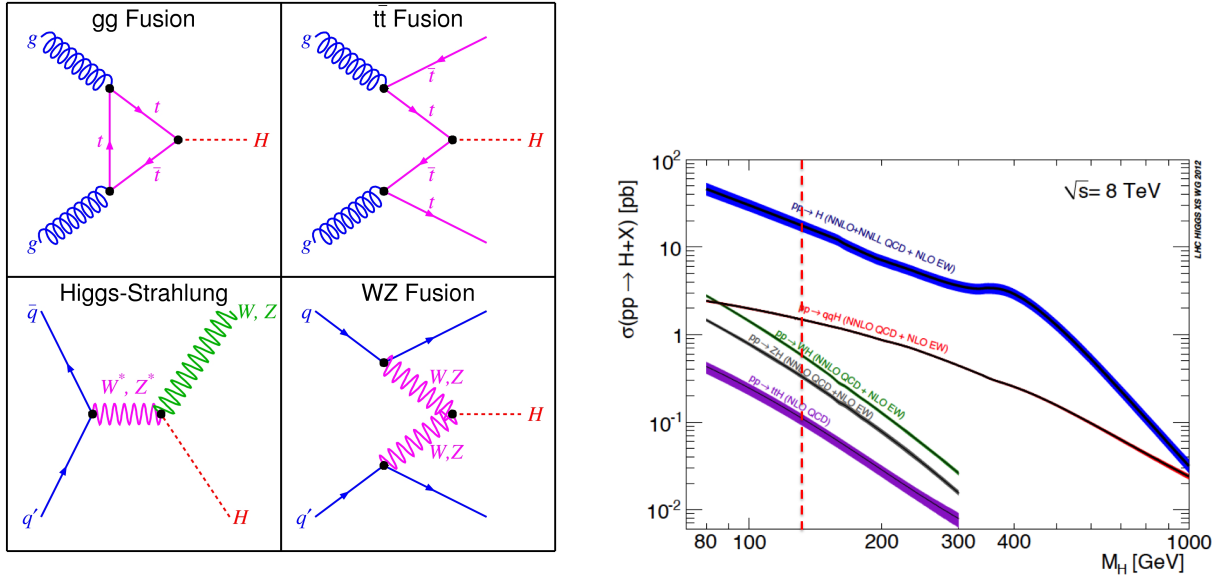 gg Fusion
g
g
t
t
t̄
H
tt̄ Fusion
g
g
t̄
t
t̄
t
H
Higgs-Strahlung
q̄
q′
W*, Z*
W, Z
H
WZ Fusion
q
q′
W,Z
W,Z
H
σ(pp → H+X) [pb]
10²
10
1
10⁻¹
10⁻²
√s= 8 TeV
LHC HIGGS XS WG 2012
pp → H (NNLO+NNLL QCD + NLO EW)
pp → qqH (NNLO QCD + NLO EW)
pp → WH (NNLO QCD + NLO EW)
pp → ZH (NNLO QCD +NLO EW)
pp → ttH (NLO QCD)
80 100 200 300 400 1000
M_H [GeV]